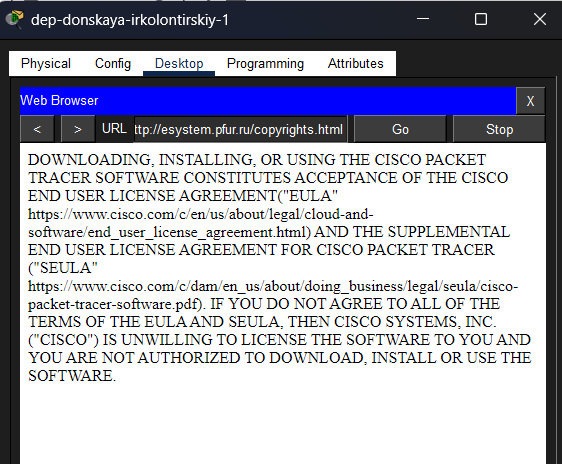 dep-donskaya-irkolontirskiy-1
Physical Config Desktop Programming Attributes
Web Browser X
< > URL ttp://esystem.pfur.ru/copyrights.html Go Stop
DOWNLOADING, INSTALLING, OR USING THE CISCO PACKET
TRACER SOFTWARE CONSTITUTES ACCEPTANCE OF THE CISCO
END USER LICENSE AGREEMENT("EULA"
https://www.cisco.com/c/en/us/about/legal/cloud-and-
software/end_user_license_agreement.html) AND THE SUPPLEMENTAL
END USER LICENSE AGREEMENT FOR CISCO PACKET TRACER
("SEULA"
https://www.cisco.com/c/dam/en_us/about/doing_business/legal/seula/cisco-
packet-tracer-software.pdf). IF YOU DO NOT AGREE TO ALL OF THE
TERMS OF THE EULA AND SEULA, THEN CISCO SYSTEMS, INC.
("CISCO") IS UNWILLING TO LICENSE THE SOFTWARE TO YOU AND
YOU ARE NOT AUTHORIZED TO DOWNLOAD, INSTALL OR USE THE
SOFTWARE.